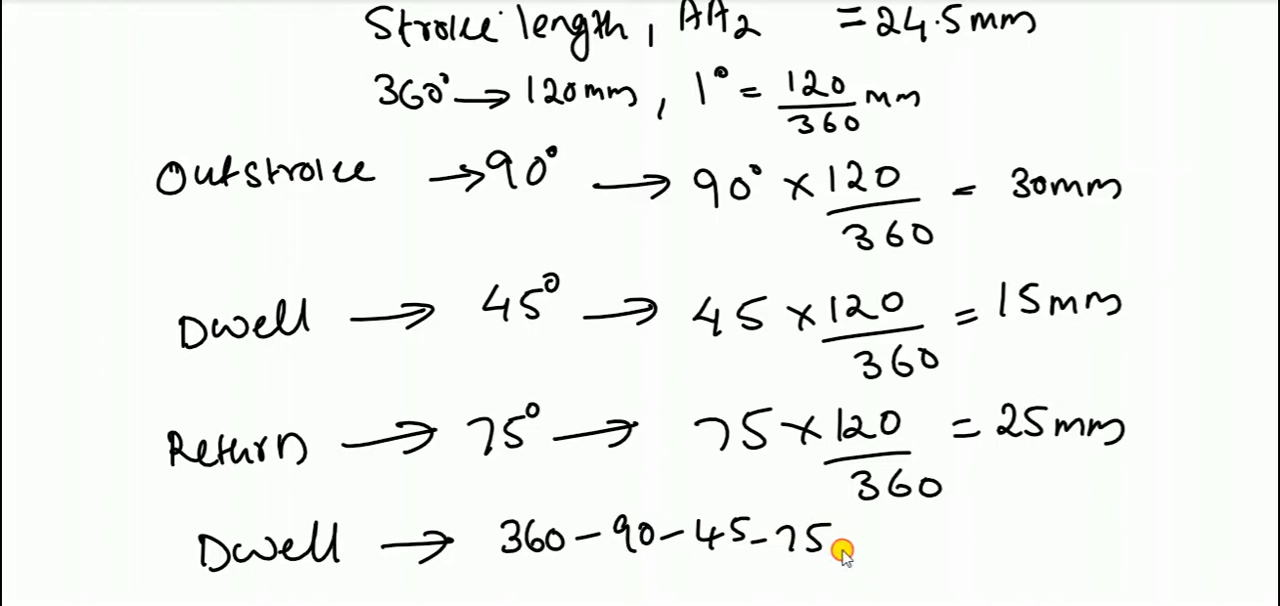 Stroke length, AA₂ = 24.5mm
360° → 120mm, 1° = 120/360 mm
Outstroke → 90° → 90° × 120/360 = 30mm
Dwell → 45° → 45 × 120/360 = 15mm
Return → 75° → 75 × 120/360 = 25mm
Dwell → 360-90-45-75